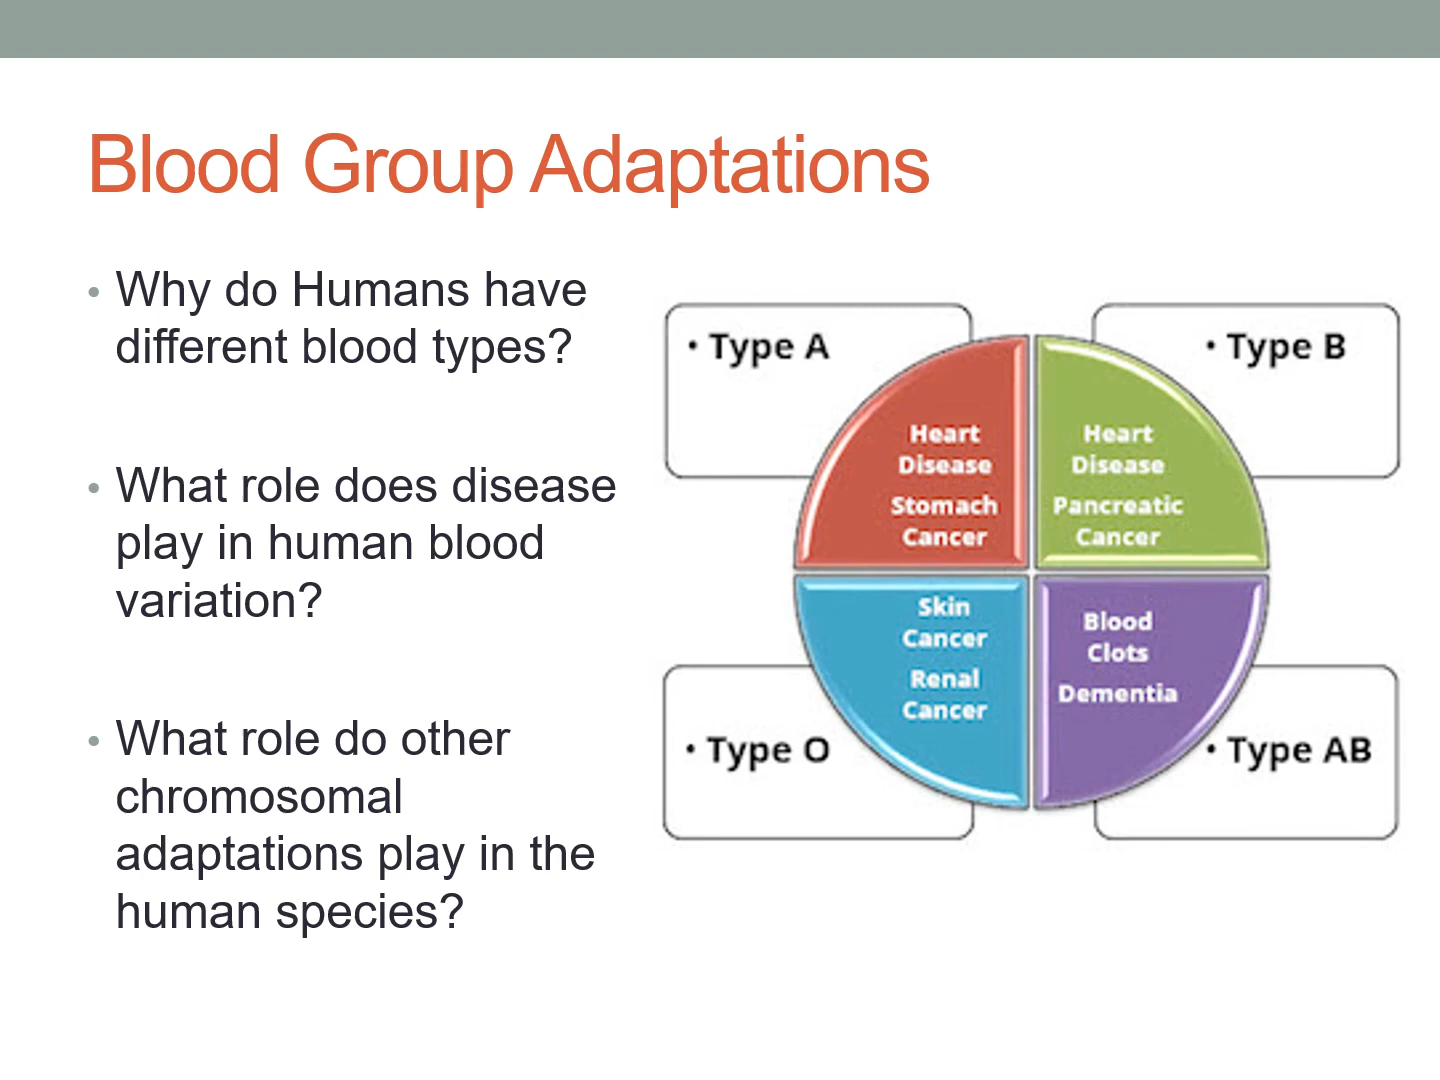 Blood Group Adaptations
• Why do Humans have
different blood types?
• What role does disease
play in human blood
variation?
• What role do other
chromosomal
adaptations play in the
human species?
• Type A
Heart
Disease
Stomach
Cancer
• Type B
Heart
Disease
Pancreatic
Cancer
• Type O
Skin
Cancer
Renal
Cancer
• Type AB
Blood
Clots
Dementia